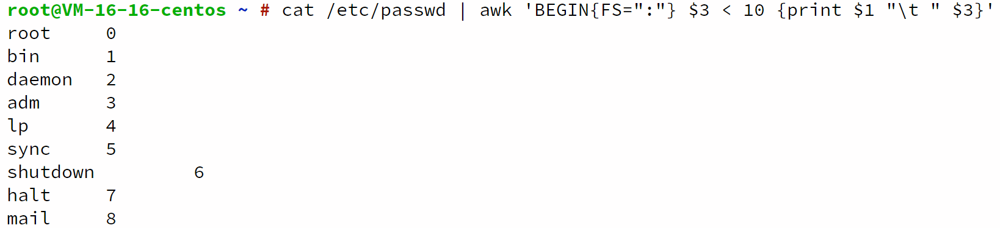 root@VM-16-16-centos ~ # cat /etc/passwd | awk 'BEGIN{FS=":"} $3 < 10 {print $1 "\t " $3}'
root     0
bin      1
daemon   2
adm      3
lp       4
sync     5
shutdown         6
halt     7
mail     8